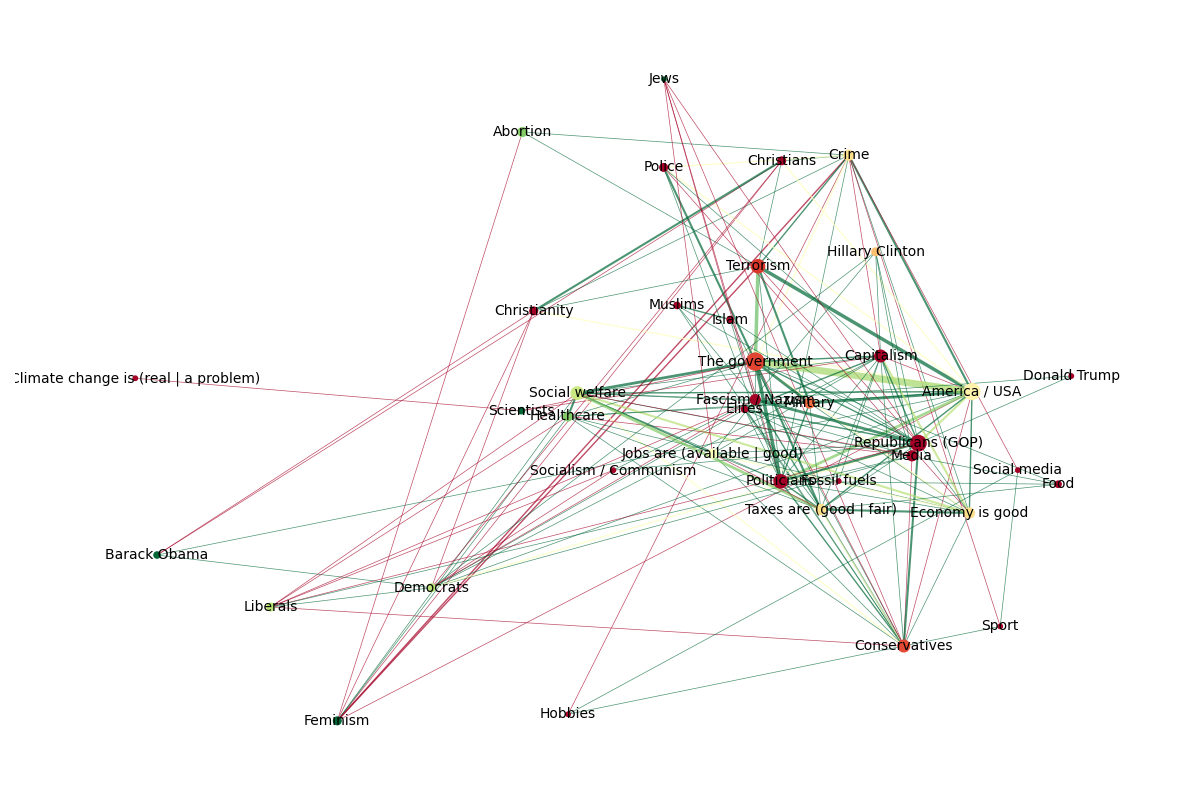 Jews
Abortion
Crime
Christians
Police
Hillary Clinton
Terrorism
Muslims
Christianity
Islam
Capitalism
The government
Donald Trump
Climate change is (real | a problem)
America / USA
Social welfare
Fascism / Nazism
Military
Elites
Scientists
Healthcare
Republicans (GOP)
Jobs are (available | good)
Media
Socialism / communism
Social media
Politicians
Fossil fuels
Food
Taxes are (good | fair)
Economy is good
Barack Obama
Democrats
Liberals
Sport
Conservatives
Hobbies
Feminism